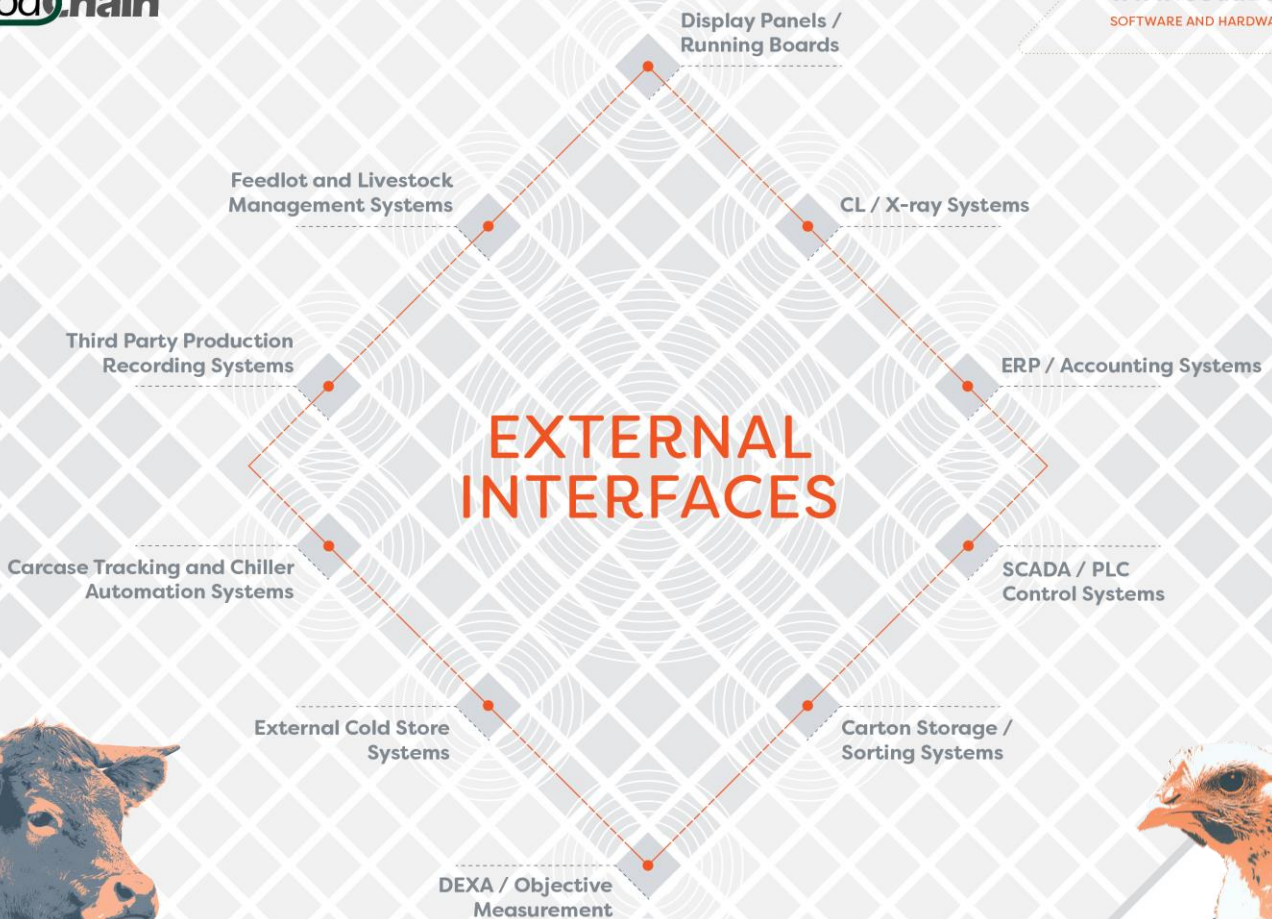 Chain
SOFTWARE AND HARDWA
Display Panels /
Running Boards
Feedlot and Livestock
Management Systems
CL / X-ray Systems
Third Party Production
Recording Systems
ERP / Accounting Systems
EXTERNAL
INTERFACES
Carcase Tracking and Chiller
Automation Systems
SCADA / PLC
Control Systems
External Cold Store
Systems
Carton Storage /
Sorting Systems
DEXA / Objective
Measurement